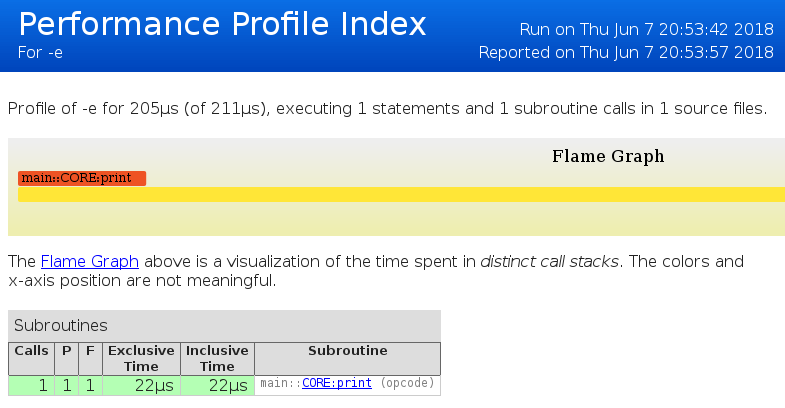 Performance Profile Index
For -e
Run on Thu Jun 7 20:53:42 2018
Reported on Thu Jun 7 20:53:57 2018
Profile of -e for 205µs (of 211µs), executing 1 statements and 1 subroutine calls in 1 source files.
Flame Graph
main::CORE:print
The Flame Graph above is a visualization of the time spent in distinct call stacks. The colors and
x-axis position are not meaningful.
Subroutines
Calls P F Exclusive Time Inclusive Time Subroutine
1 1 1 22µs 22µs main::CORE:print (opcode)